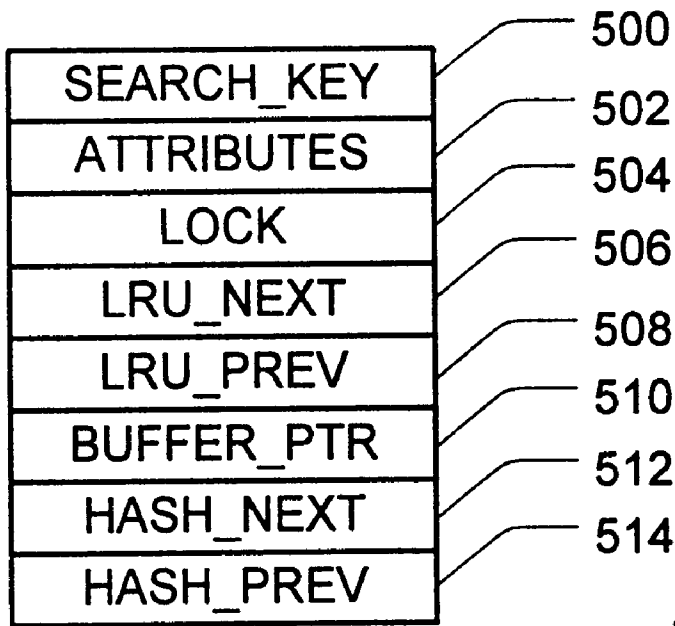 500
SEARCH_KEY
502
ATTRIBUTES
504
LOCK
506
LRU_NEXT
508
LRU_PREV
510
BUFFER_PTR
512
HASH_NEXT
514
HASH_PREV